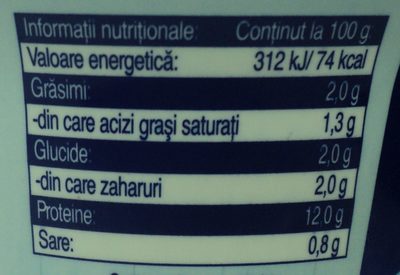 Informații nutriționale: Conținut la 100 g
Valoare energetică: 312 kJ/ 74 kcal
Grăsimi: 2,0 g
-din care acizi grași saturați 1,3 g
Glucide: 2,0 g
-din care zaharuri 2,0 g
Proteine: 12,0 g
Sare: 0,8 g